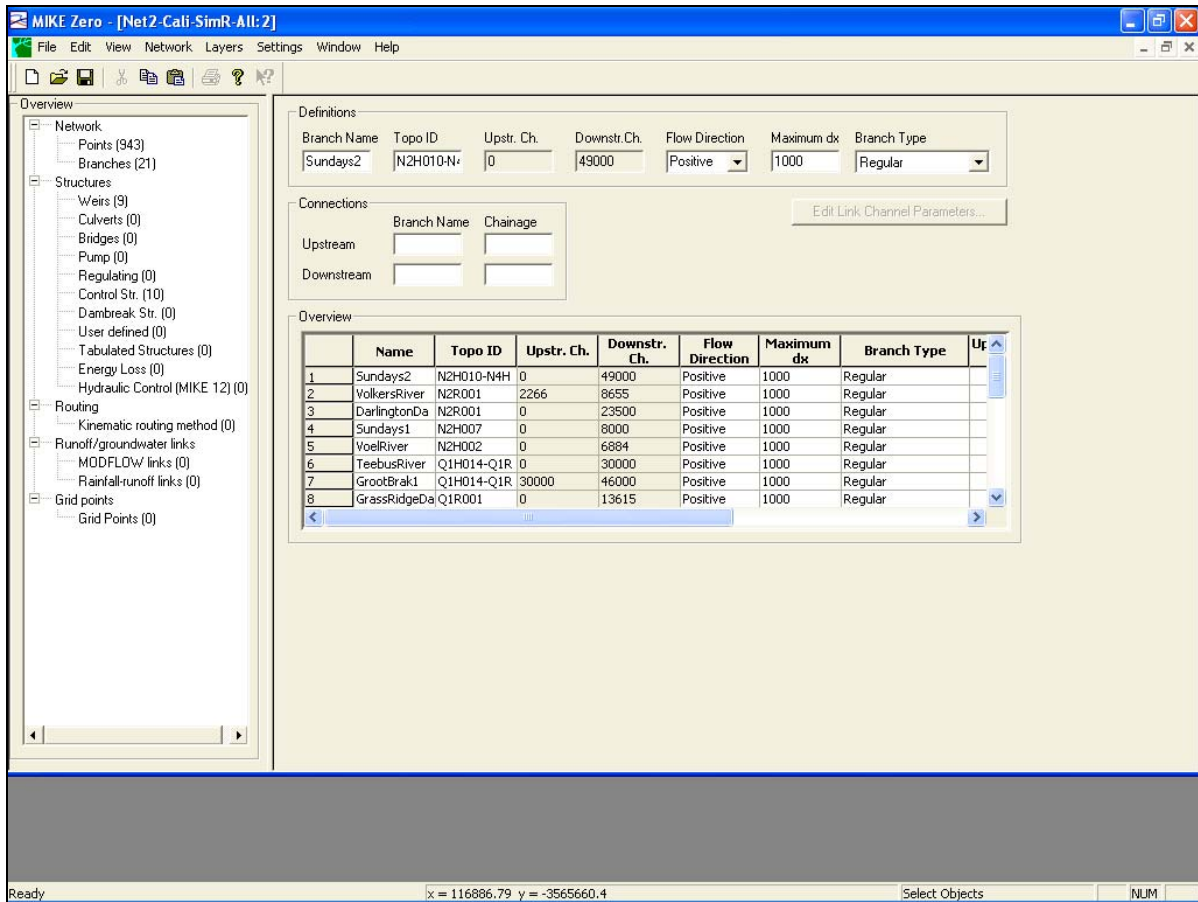 MIKE Zero - [Net2-Cali-SimR-All:2]
File Edit View Network Layers Settings Window Help
Overview
Network
Points (943)
Branches (21)
Structures
Weirs (9)
Culverts (0)
Bridges (0)
Pump (0)
Regulating (0)
Control Str. (10)
Dambreak Str. (0)
User defined (0)
Tabulated Structures (0)
Energy Loss (0)
Hydraulic Control (MIKE 12) (0)
Routing
Kinematic routing method (0)
Runoff/groundwater links
MODFLOW links (0)
Rainfall-runoff links (0)
Grid points
Grid Points (0)
Definitions
Branch Name Topo ID Upstr. Ch. Downstr.Ch. Flow Direction Maximum dx Branch Type
Sundays2 N2H010-N4 0 49000 Positive 1000 Regular
Connections
Branch Name Chainage
Upstream
Downstream
Edit Link Channel Parameters...
Overview
Name Topo ID Upstr. Ch. Downstr. Ch. Flow Direction Maximum dx Branch Type Up
1 Sundays2 N2H010-N4H 0 49000 Positive 1000 Regular
2 VolkersRiver N2R001 2266 8655 Positive 1000 Regular
3 DarlingtonDa N2R001 0 23500 Positive 1000 Regular
4 Sundays1 N2H007 0 8000 Positive 1000 Regular
5 VoelRiver N2H002 0 6884 Positive 1000 Regular
6 TeebusRiver Q1H014-Q1R 0 30000 Positive 1000 Regular
7 GrootBrak1 Q1H014-Q1R 30000 46000 Positive 1000 Regular
8 GrassRidgeDa Q1R001 0 13615 Positive 1000 Regular
Ready x = 116886.79 y = -3565660.4 Select Objects NUM